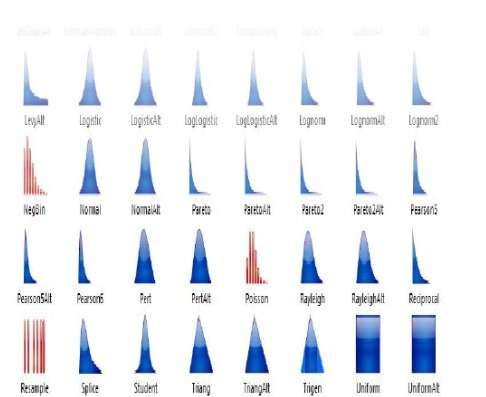 LevyAlt Logistic LogisticAlt LogLogistic LogLogisticAlt Lognorm LognormAlt Lognorm2
NegBin Normal NormalAlt Pareto ParetoAlt Pareto2 Pareto2Alt Pearson5
Pearson5Alt Pearson6 Pert PertAlt Poisson Rayleigh RayleighAlt Reciprocal
Resample Splice Student Triang TriangAlt Trigen Uniform UniformAlt